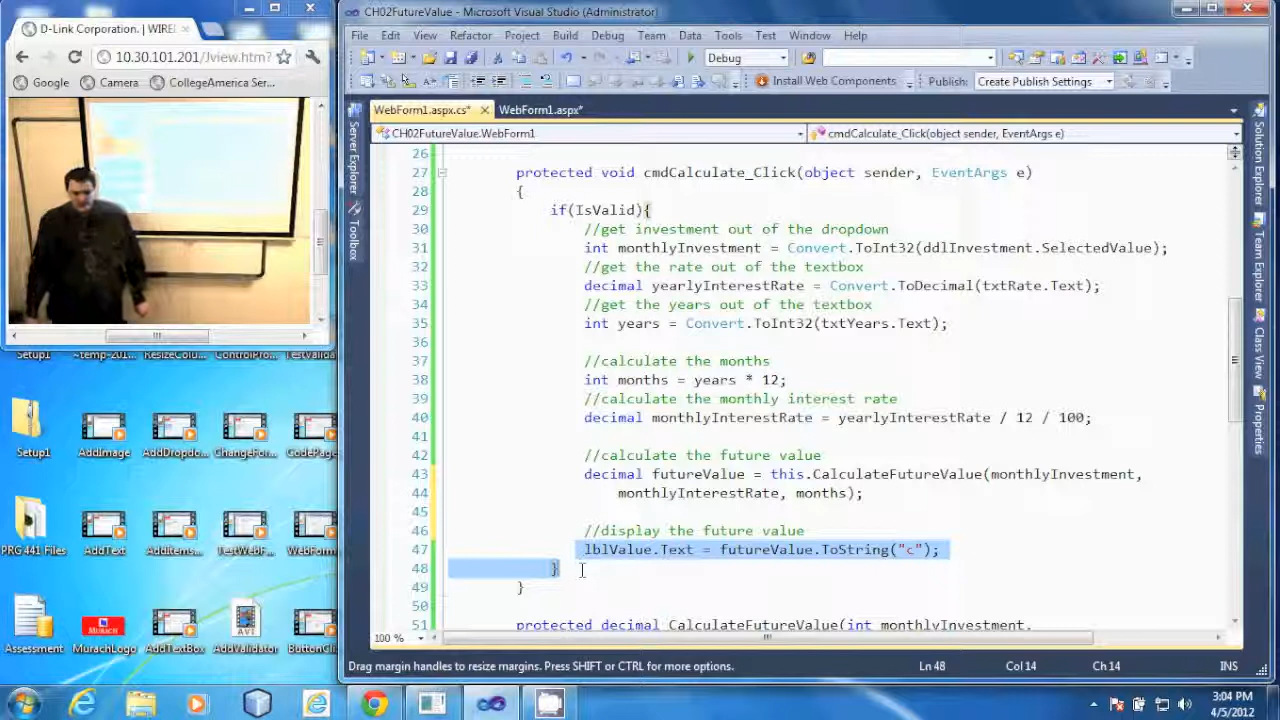 D-Link Corporation. | WIREL
10.30.101.201/Jview.htm?
Google
Camera
CollegeAmerica Ser...
Setup1
~temp-201...
ResizeColu...
ControlPro...
TestValidat
Setup1
AddImage
AddDropdo...
ChangeFor...
CodePage
PRG 441 Files
AddText
Additems...
TestWebF...
WebForm
Assessment
MURACH
MurachLogo
AddTextBox
AVI
AddValidator
ButtonCli
CH02FutureValue - Microsoft Visual Studio (Administrator)
File Edit View Refactor Project Build Debug Team Data Tools Test Window Help
Debug
Install Web Components
Publish: Create Publish Settings
WebForm1.aspx.cs*
WebForm1.aspx*
CH02FutureValue.WebForm1
cmdCalculate_Click(object sender, EventArgs e)
Server Explorer
Toolbox
26
27 protected void cmdCalculate_Click(object sender, EventArgs e)
28 {
29 if(IsValid){
30 //get investment out of the dropdown
31 int monthlyInvestment = Convert.ToInt32(ddlInvestment.SelectedValue);
32 //get the rate out of the textbox
33 decimal yearlyInterestRate = Convert.ToDecimal(txtRate.Text);
34 //get the years out of the textbox
35 int years = Convert.ToInt32(txtYears.Text);
36
37 //calculate the months
38 int months = years * 12;
39 //calculate the monthly interest rate
40 decimal monthlyInterestRate = yearlyInterestRate / 12 / 100;
41
42 //calculate the future value
43 decimal futureValue = this.CalculateFutureValue(monthlyInvestment,
44 monthlyInterestRate, months);
45
46 //display the future value
47 lblValue.Text = futureValue.ToString("c");
48 }
49 }
50
51 protected decimal CalculateFutureValue(int monthlyInvestment,
100 %
Solution Explorer
Team Explorer
Class View
Properties
Drag margin handles to resize margins. Press SHIFT or CTRL for more options.
Ln 48
Col 14
Ch 14
INS
3:04 PM
4/5/2012